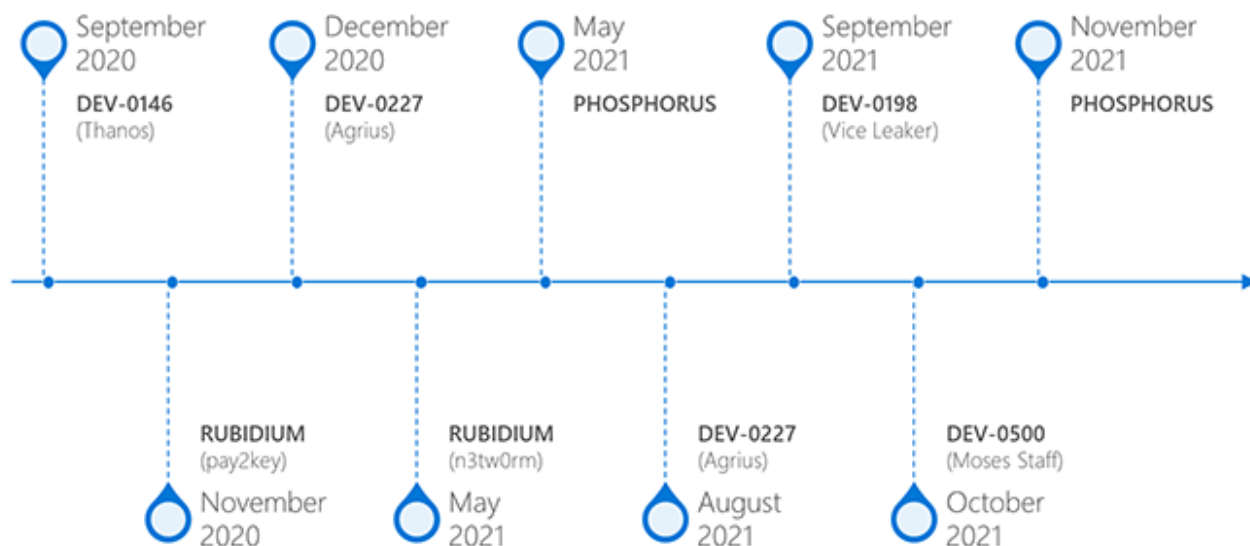 September
2020
DEV-0146
(Thanos)
December
2020
DEV-0227
(Agrius)
May
2021
PHOSPHORUS
September
2021
DEV-0198
(Vice Leaker)
November
2021
PHOSPHORUS
RUBIDIUM
(pay2key)
November
2020
RUBIDIUM
(n3tw0rm)
May
2021
DEV-0227
(Agrius)
August
2021
DEV-0500
(Moses Staff)
October
2021